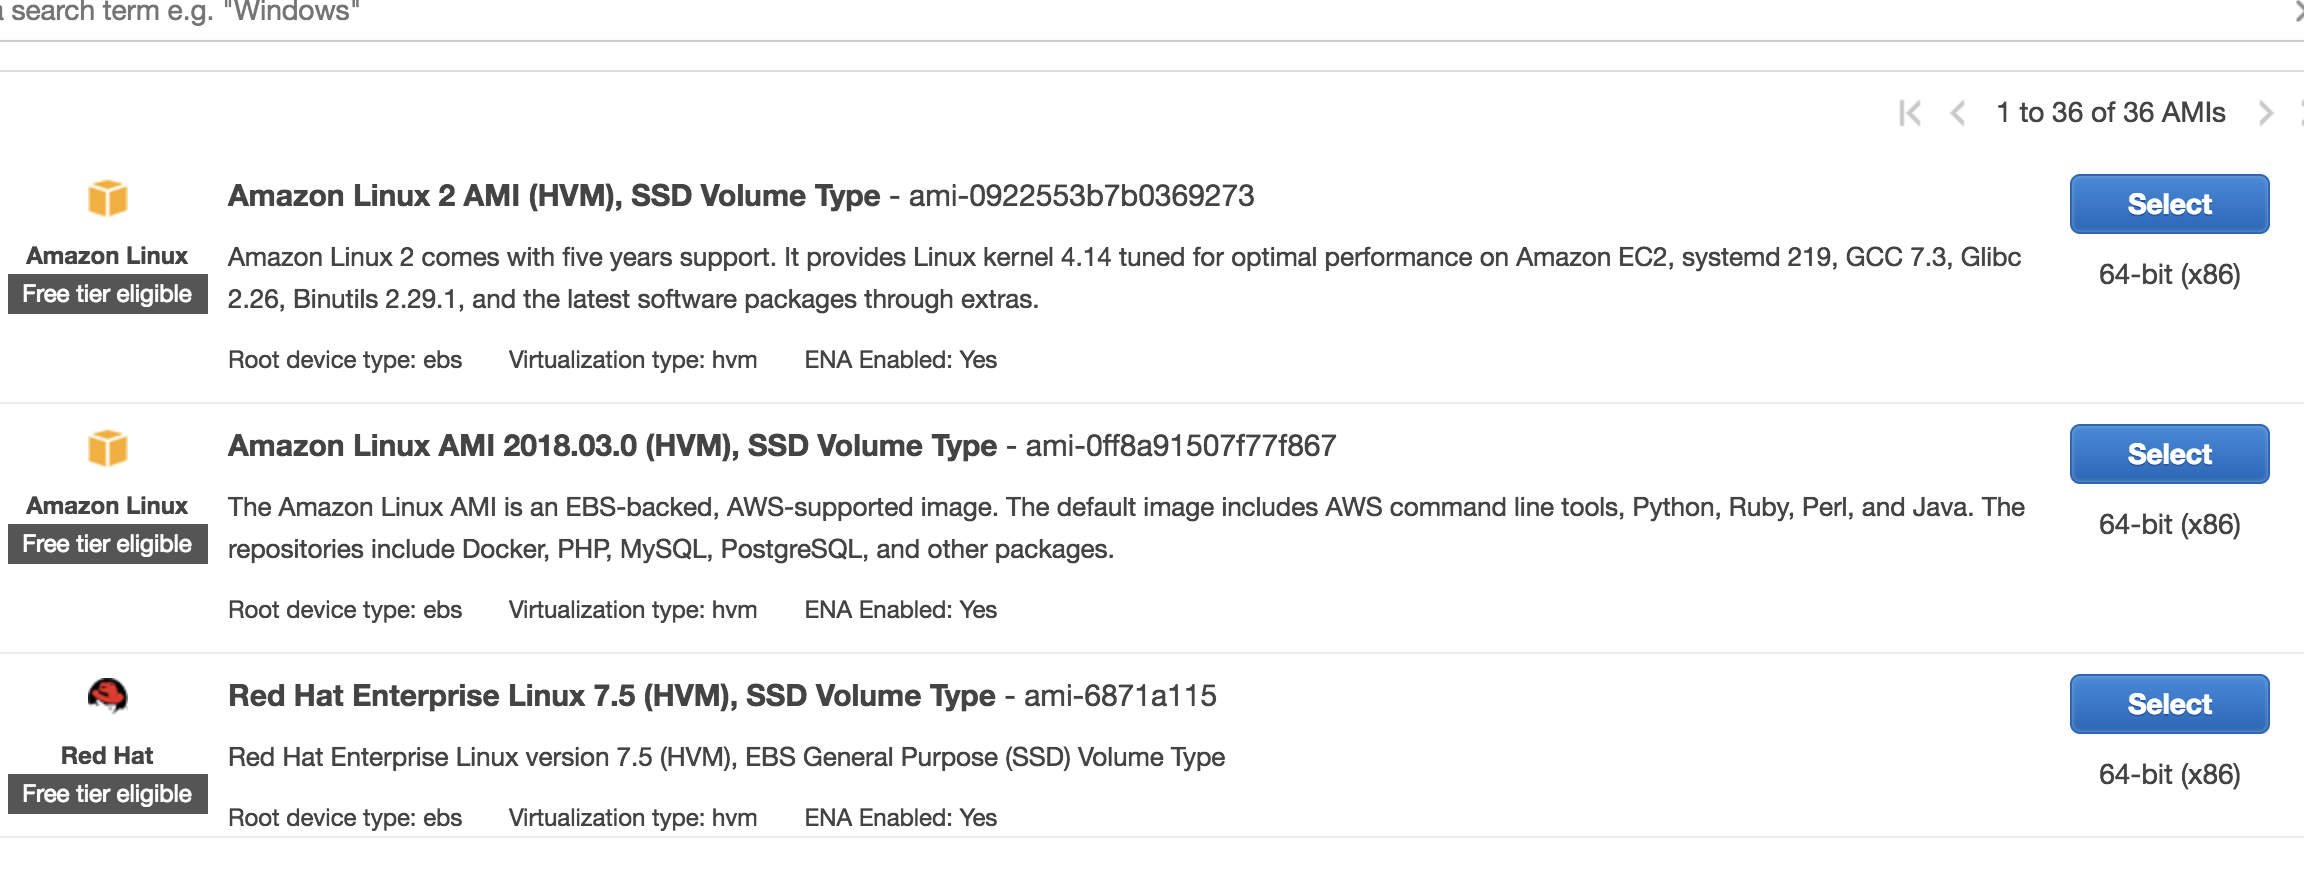 a search term e.g. "Windows"
1 to 36 of 36 AMIs
Amazon Linux
Free tier eligible
Amazon Linux 2 AMI (HVM), SSD Volume Type - ami-0922553b7b0369273
Amazon Linux 2 comes with five years support. It provides Linux kernel 4.14 tuned for optimal performance on Amazon EC2, systemd 219, GCC 7.3, Glibc
2.26, Binutils 2.29.1, and the latest software packages through extras.
Root device type: ebs Virtualization type: hvm ENA Enabled: Yes
Select
64-bit (x86)
Amazon Linux
Free tier eligible
Amazon Linux AMI 2018.03.0 (HVM), SSD Volume Type - ami-0ff8a91507f77f867
The Amazon Linux AMI is an EBS-backed, AWS-supported image. The default image includes AWS command line tools, Python, Ruby, Perl, and Java. The
repositories include Docker, PHP, MySQL, PostgreSQL, and other packages.
Root device type: ebs Virtualization type: hvm ENA Enabled: Yes
Select
64-bit (x86)
Red Hat
Free tier eligible
Red Hat Enterprise Linux 7.5 (HVM), SSD Volume Type - ami-6871a115
Red Hat Enterprise Linux version 7.5 (HVM), EBS General Purpose (SSD) Volume Type
Root device type: ebs Virtualization type: hvm ENA Enabled: Yes
Select
64-bit (x86)